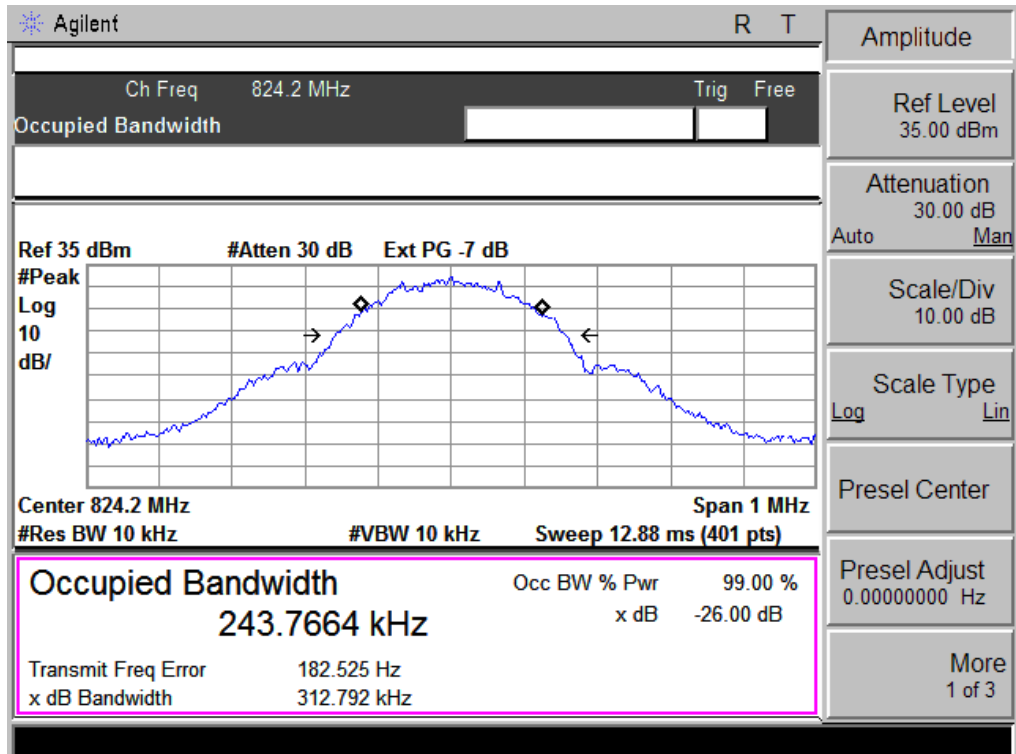 Agilent R T
Ch Freq 824.2 MHz Trig Free
Occupied Bandwidth
Ref 35 dBm #Atten 30 dB Ext PG -7 dB
#Peak
Log
10
dB/
Center 824.2 MHz Span 1 MHz
#Res BW 10 kHz #VBW 10 kHz Sweep 12.88 ms (401 pts)
Occupied Bandwidth Occ BW % Pwr 99.00 %
243.7664 kHz x dB -26.00 dB
Transmit Freq Error 182.525 Hz
x dB Bandwidth 312.792 kHz
Amplitude
Ref Level
35.00 dBm
Attenuation
30.00 dB
Auto Man
Scale/Div
10.00 dB
Scale Type
Log Lin
Presel Center
Presel Adjust
0.00000000 Hz
More
1 of 3